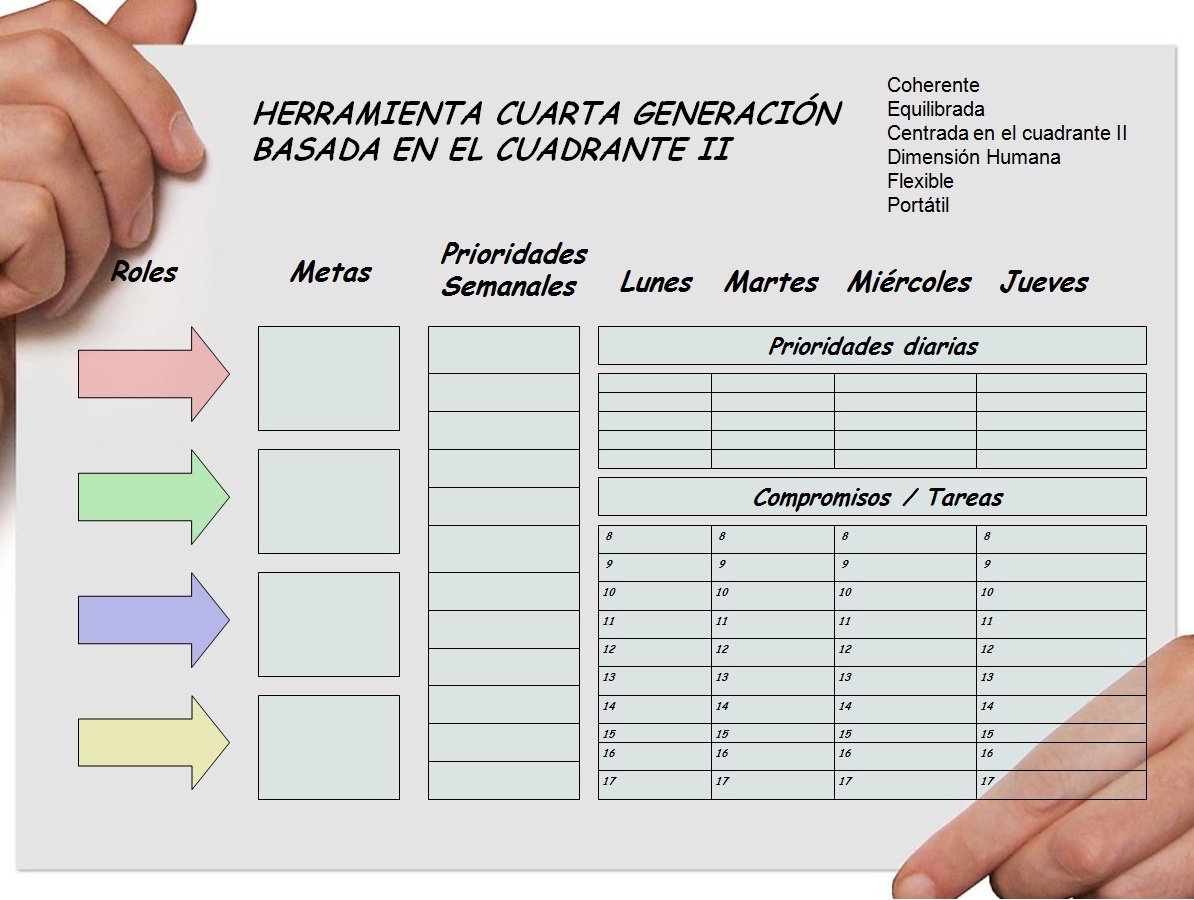 HERRAMIENTA CUARTA GENERACIÓN
BASADA EN EL CUADRANTE II
Coherente
Equilibrada
Centrada en el cuadrante II
Dimensión Humana
Flexible
Portátil
Roles
Metas
Prioridades
Semanales
Lunes Martes Miércoles Jueves
Prioridades diarias
Compromisos / Tareas
8 8 8 8
9 9 9 9
10 10 10 10
11 11 11 11
12 12 12 12
13 13 13 13
14 14 14 14
15 15 15 15
16 16 16 16
17 17 17 17